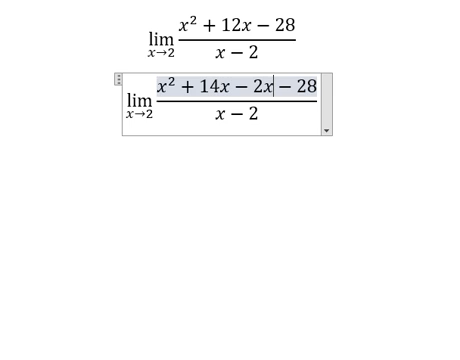 lim x→2 (x² + 12x − 28)/(x − 2)
lim x→2 (x² + 14x − 2x − 28)/(x − 2)